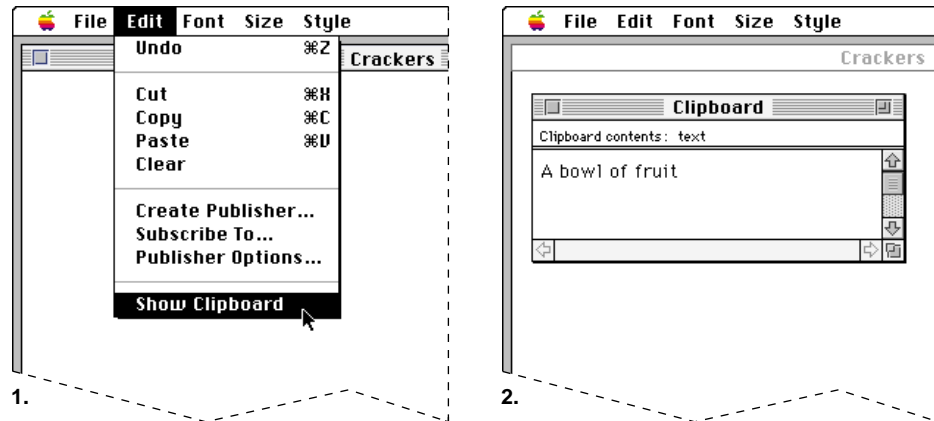 File Edit Font Size Style
Crackers
Undo ⌘Z
Cut ⌘X
Copy ⌘C
Paste ⌘V
Clear
Create Publisher...
Subscribe To...
Publisher Options...
Show Clipboard
1.
File Edit Font Size Style
Crackers
Clipboard
Clipboard contents: text
A bowl of fruit
2.